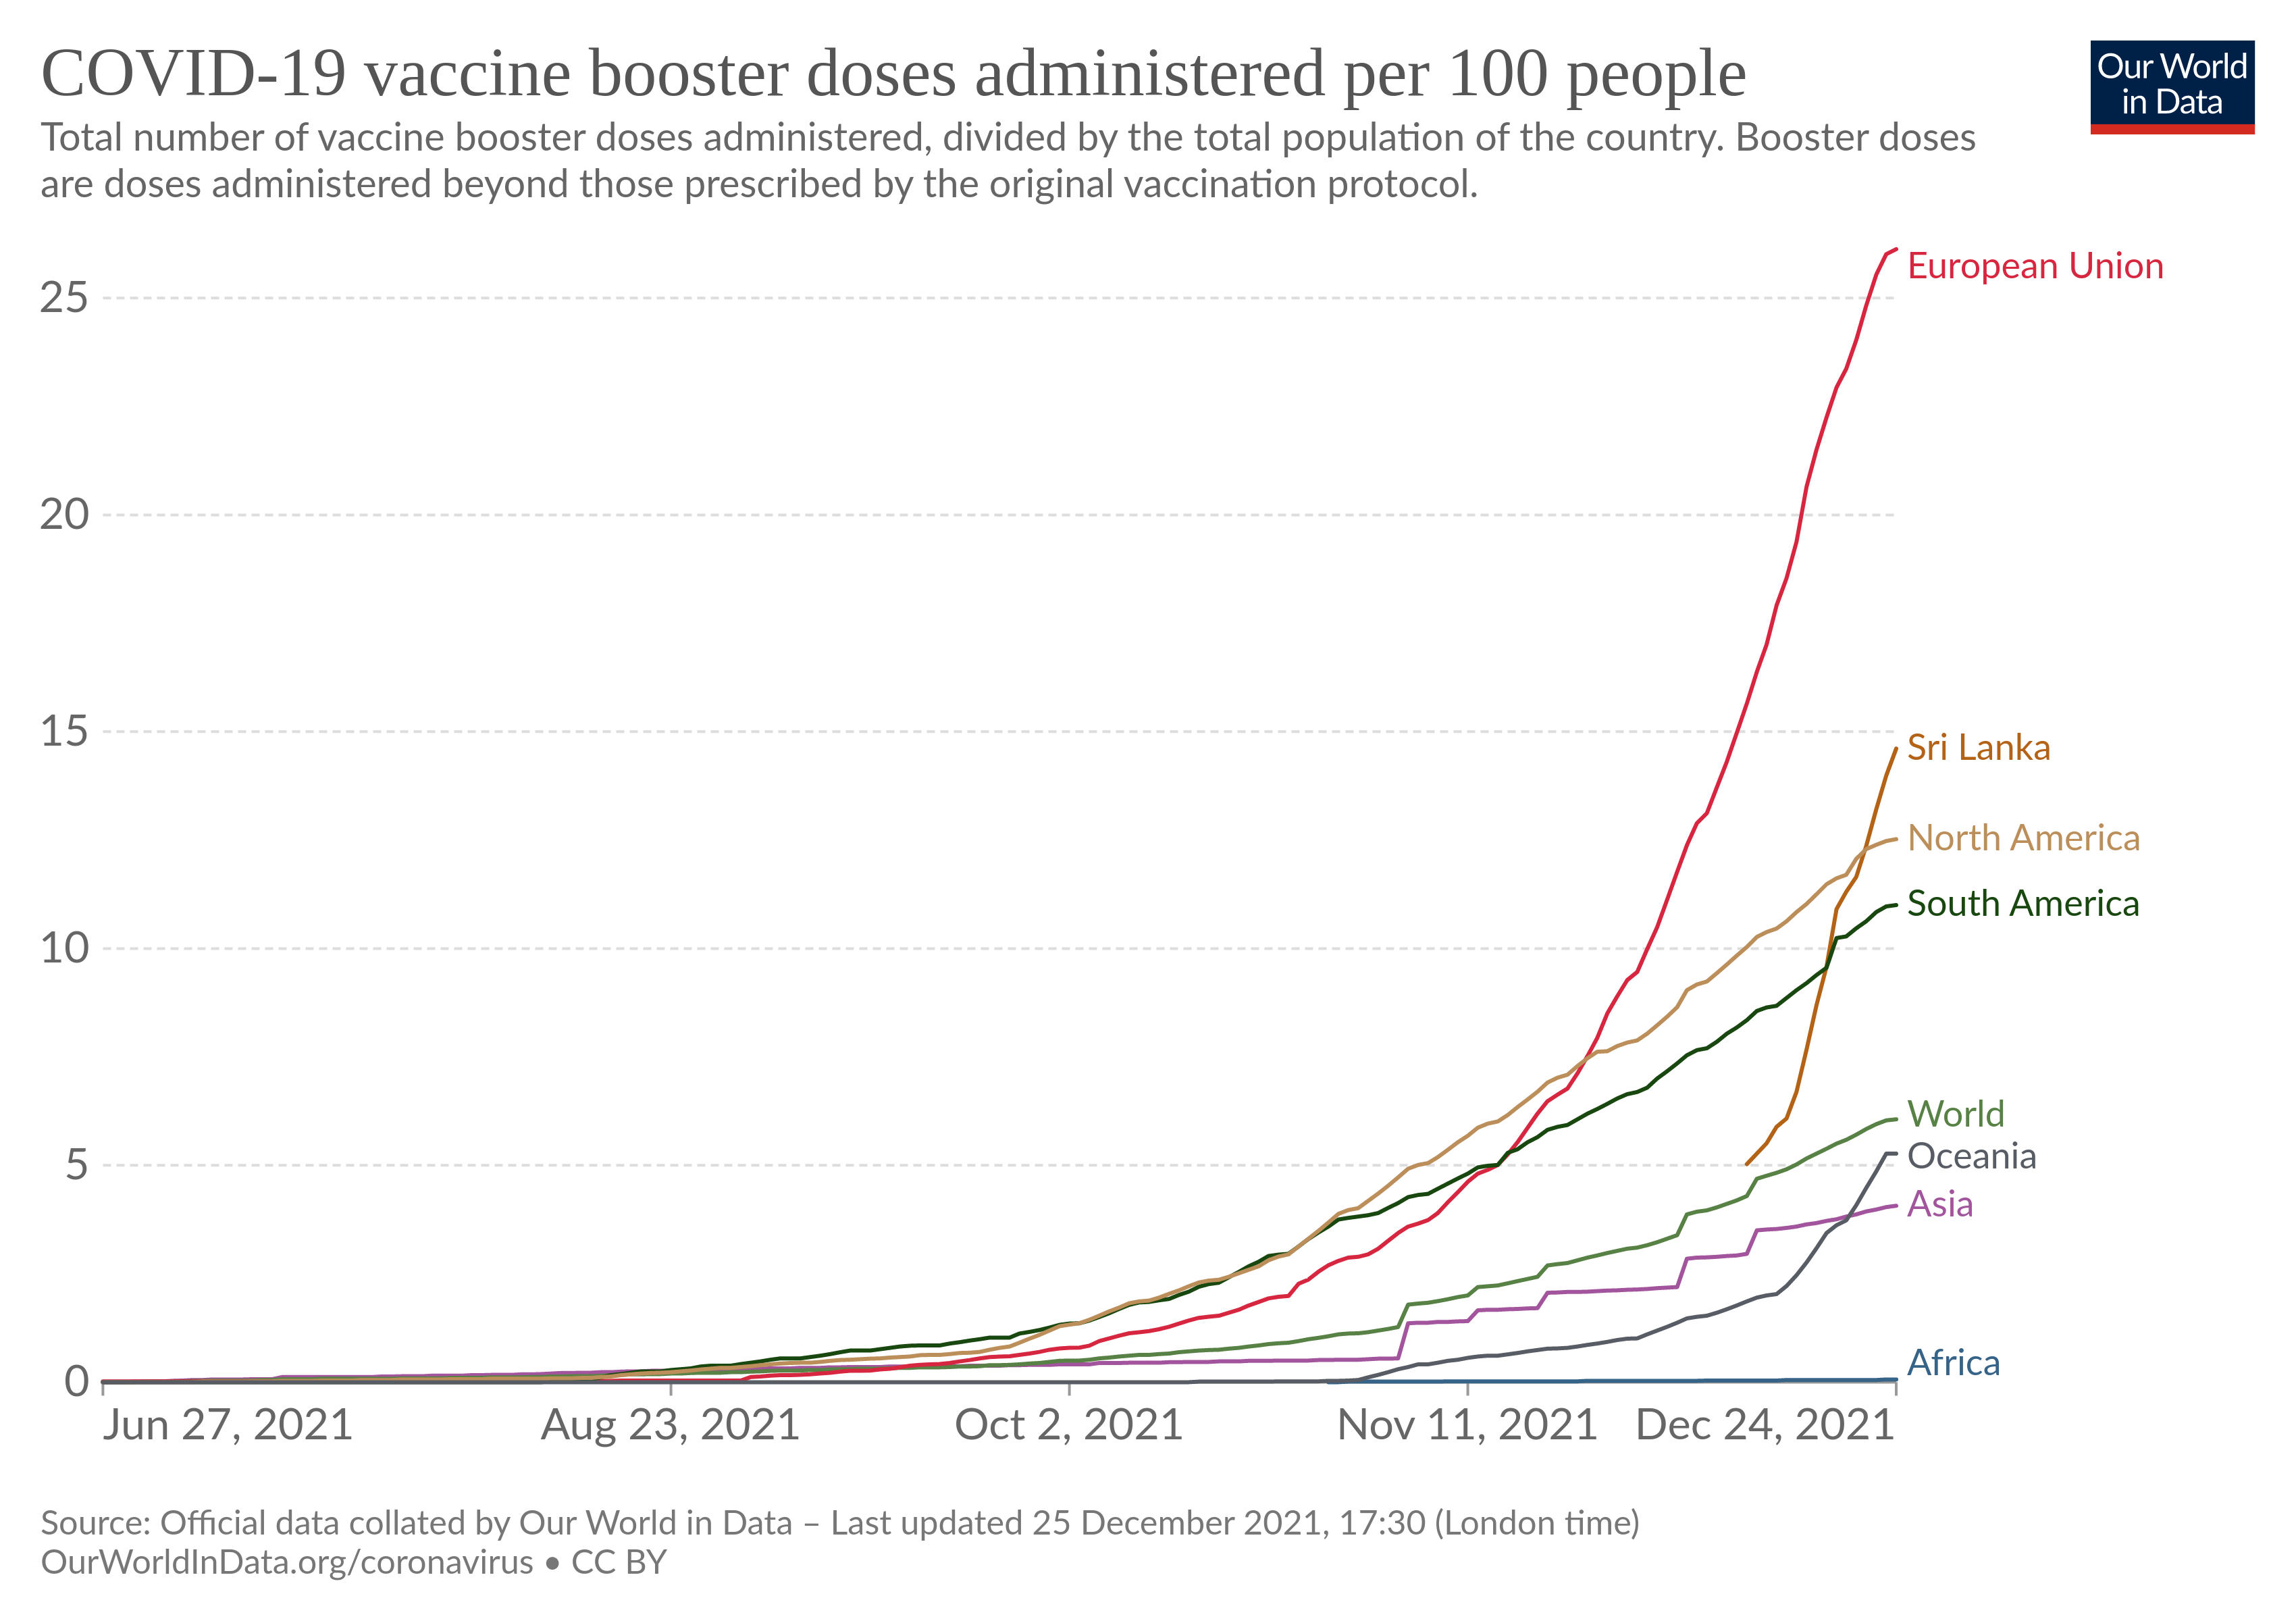 COVID-19 vaccine booster doses administered per 100 people
Our World
in Data
Total number of vaccine booster doses administered, divided by the total population of the country. Booster doses
are doses administered beyond those prescribed by the original vaccination protocol.
European Union
25
20
15
Sri Lanka
North America
South America
10
World
Oceania
5
Asia
Africa
0
Jun 27, 2021 Aug 23, 2021 Oct 2, 2021 Nov 11, 2021 Dec 24, 2021
Source: Official data collated by Our World in Data – Last updated 25 December 2021, 17:30 (London time)
OurWorldInData.org/coronavirus • CC BY